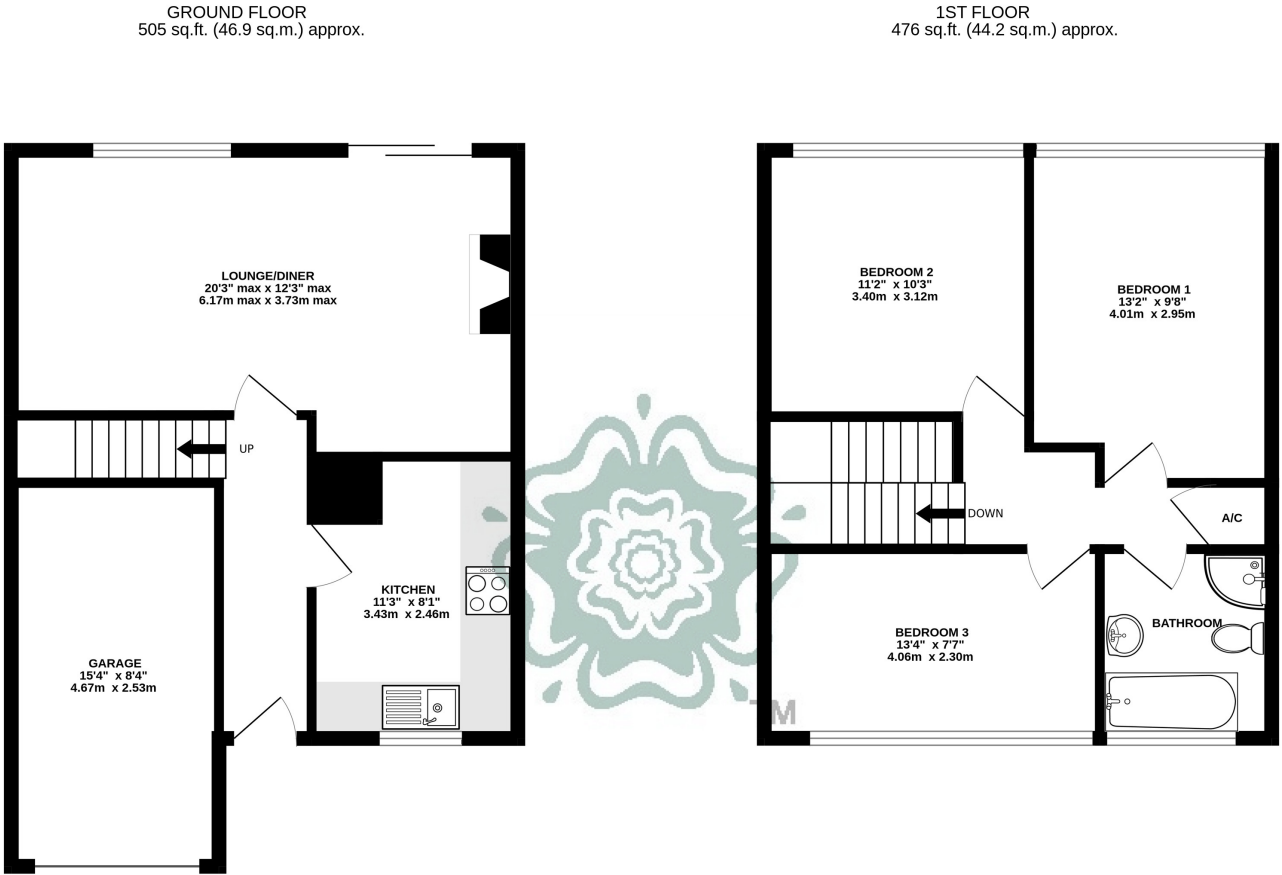 GROUND FLOOR
505 sq.ft. (46.9 sq.m.) approx.
1ST FLOOR
476 sq.ft. (44.2 sq.m.) approx.
LOUNGE/DINER
20'3" max x 12'3" max
6.17m max x 3.73m max
UP
KITCHEN
11'3" x 8'1"
3.43m x 2.46m
GARAGE
15'4" x 8'4"
4.67m x 2.53m
BEDROOM 2
11'2" x 10'3"
3.40m x 3.12m
BEDROOM 1
13'2" x 9'8"
4.01m x 2.95m
DOWN
A/C
BEDROOM 3
13'4" x 7'7"
4.06m x 2.30m
BATHROOM
TM